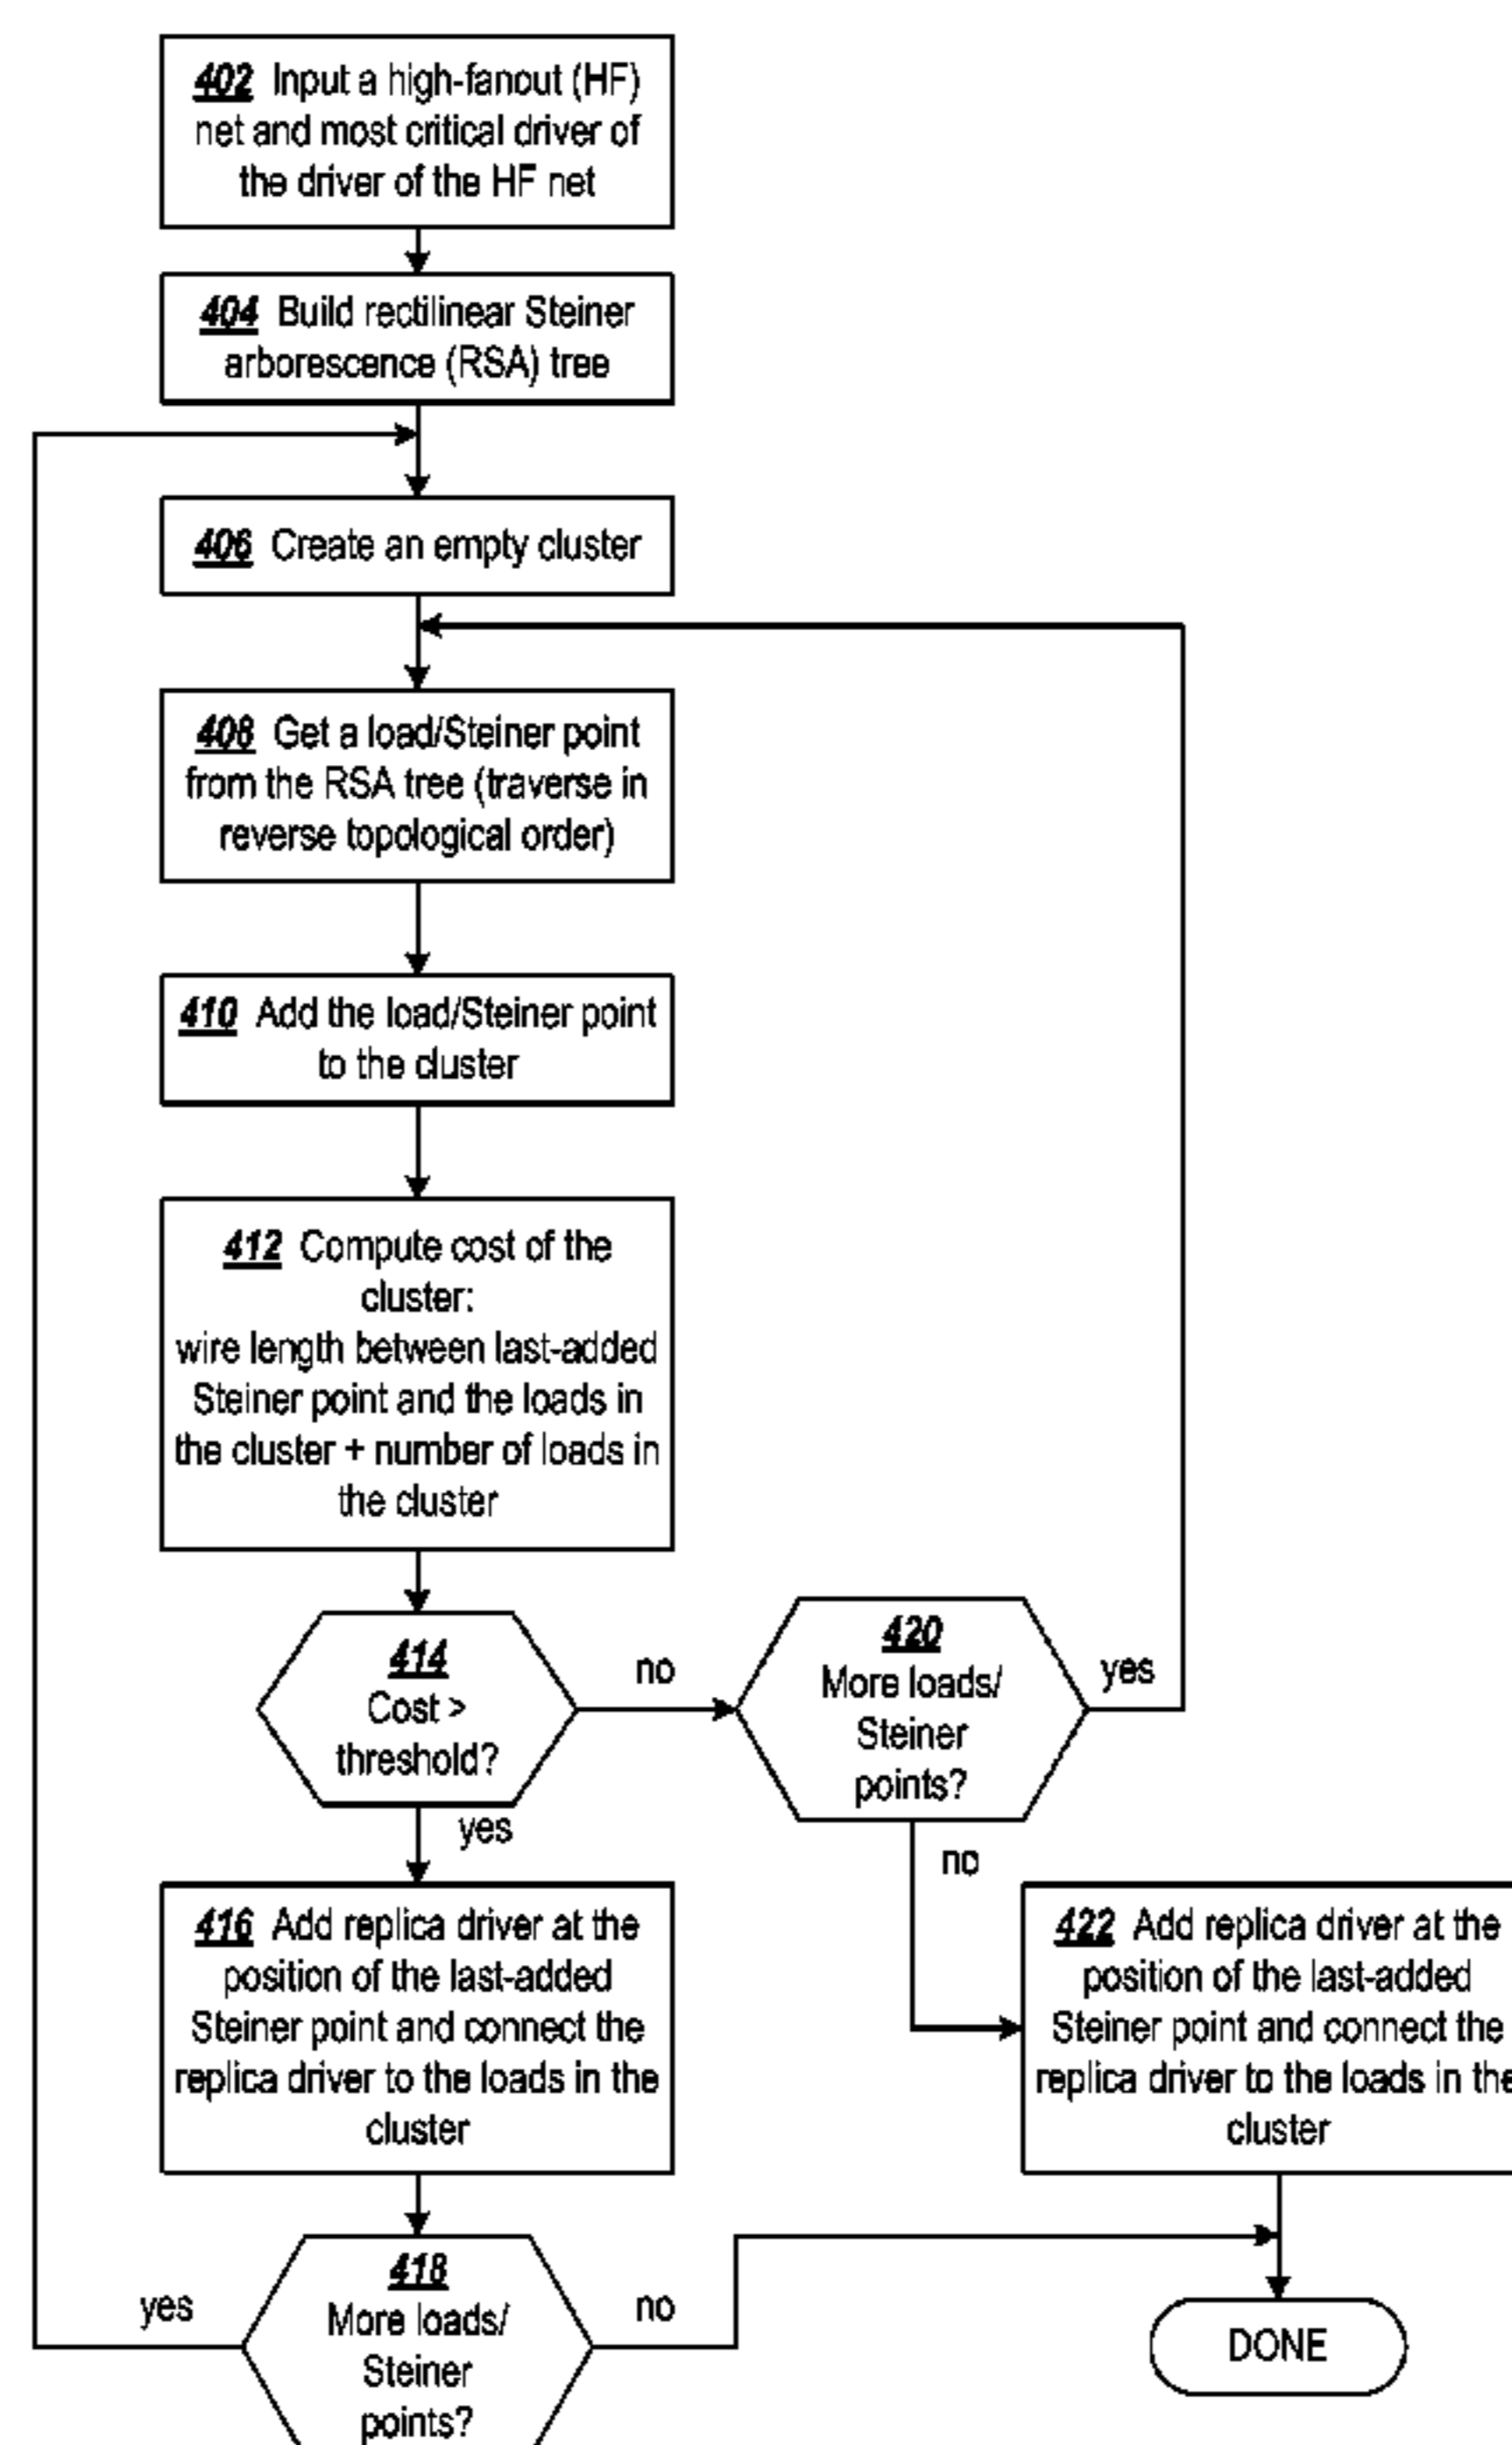 402 Input a high-fanout (HF)
net and most critical driver of
the driver of the HF net
404 Build rectilinear Steiner
arborescence (RSA) tree
406 Create an empty cluster
408 Get a load/Steiner point
from the RSA tree (traverse in
reverse topological order)
410 Add the load/Steiner point
to the cluster
412 Compute cost of the
cluster:
wire length between last-added
Steiner point and the loads in
the cluster + number of loads in
the cluster
414
Cost >
threshold?
no
yes
420
More loads/
Steiner
points?
yes
no
416 Add replica driver at the
position of the last-added
Steiner point and connect the
replica driver to the loads in the
cluster
422 Add replica driver at the
position of the last-added
Steiner point and connect the
replica driver to the loads in the
cluster
418
More loads/
Steiner
points?
yes
no
DONE